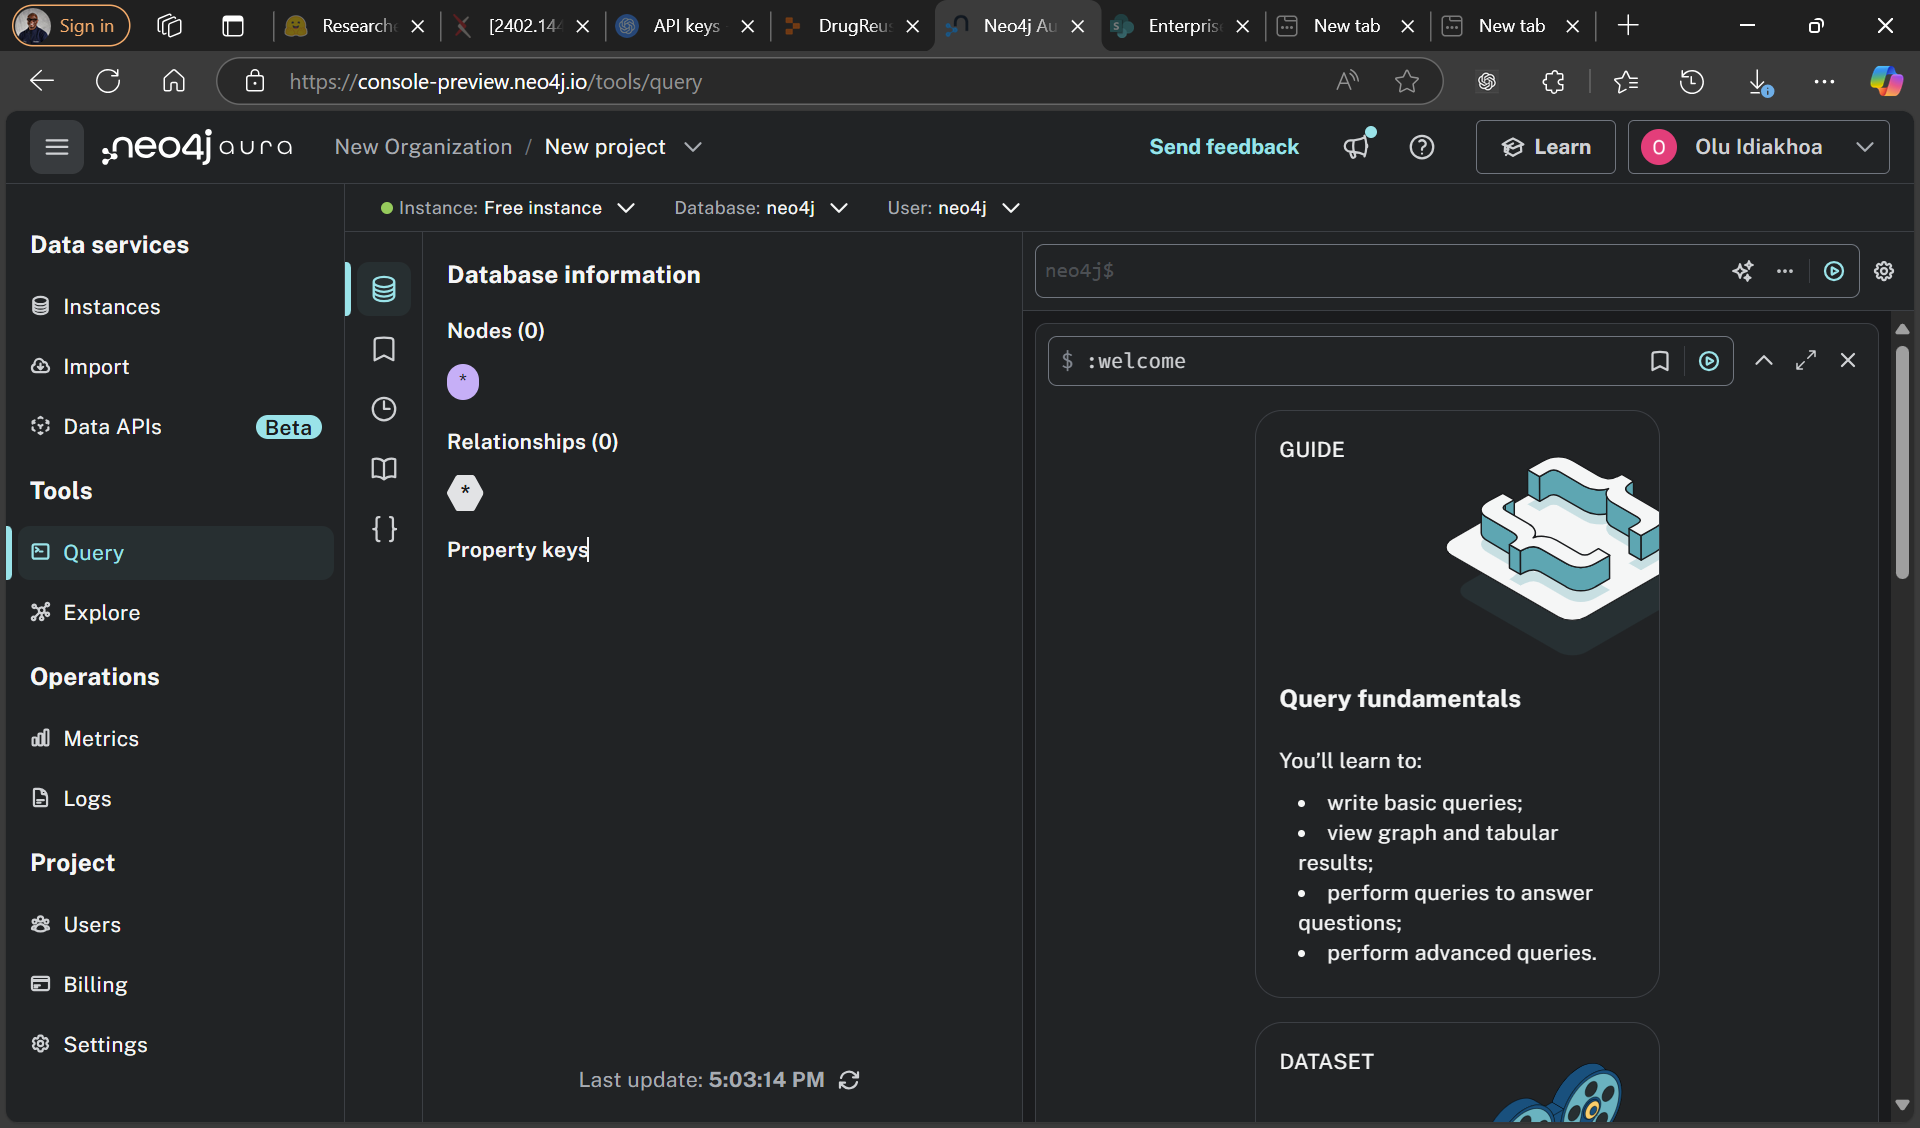 Sign in
Researche
[2402.144
API keys
DrugReus
Neo4j Au
Enterpris
New tab
New tab
https://console-preview.neo4j.io/tools/query
neo4j aura
New Organization / New project
Send feedback
Learn
O
Olu Idiakhoa
Instance: Free instance
Database: neo4j
User: neo4j
Data services
Instances
Import
Data APIs
Beta
Tools
Query
Explore
Operations
Metrics
Logs
Project
Users
Billing
Settings
Database information
Nodes (0)
*
Relationships (0)
*
Property keys
Last update: 5:03:14 PM
neo4j$
$ :welcome
GUIDE
Query fundamentals
You’ll learn to:
• write basic queries;
• view graph and tabular
results;
• perform queries to answer
questions;
• perform advanced queries.
DATASET